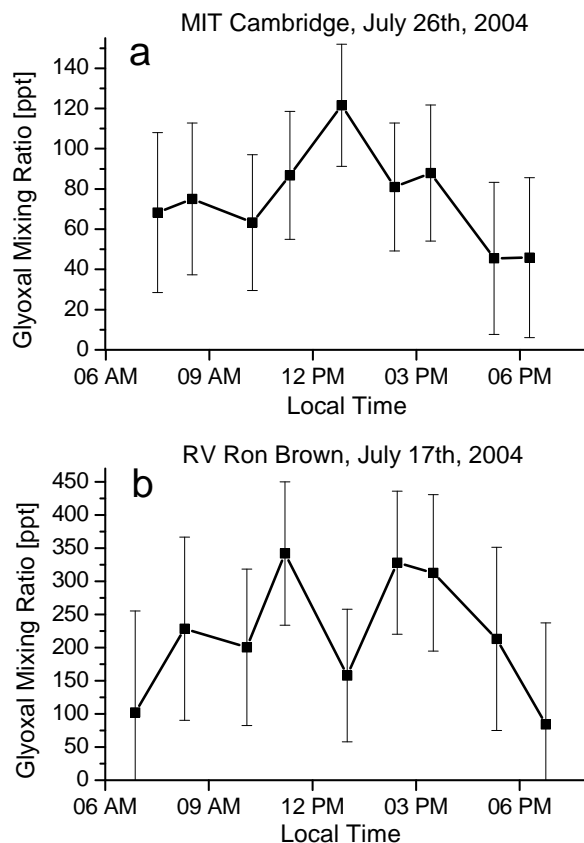 MIT Cambridge, July 26th, 2004
a
Glyoxal Mixing Ratio [ppt]
140
120
100
80
60
40
20
0
06 AM 09 AM 12 PM 03 PM 06 PM
Local Time
RV Ron Brown, July 17th, 2004
b
Glyoxal Mixing Ratio [ppt]
450
400
350
300
250
200
150
100
50
0
06 AM 09 AM 12 PM 03 PM 06 PM
Local Time